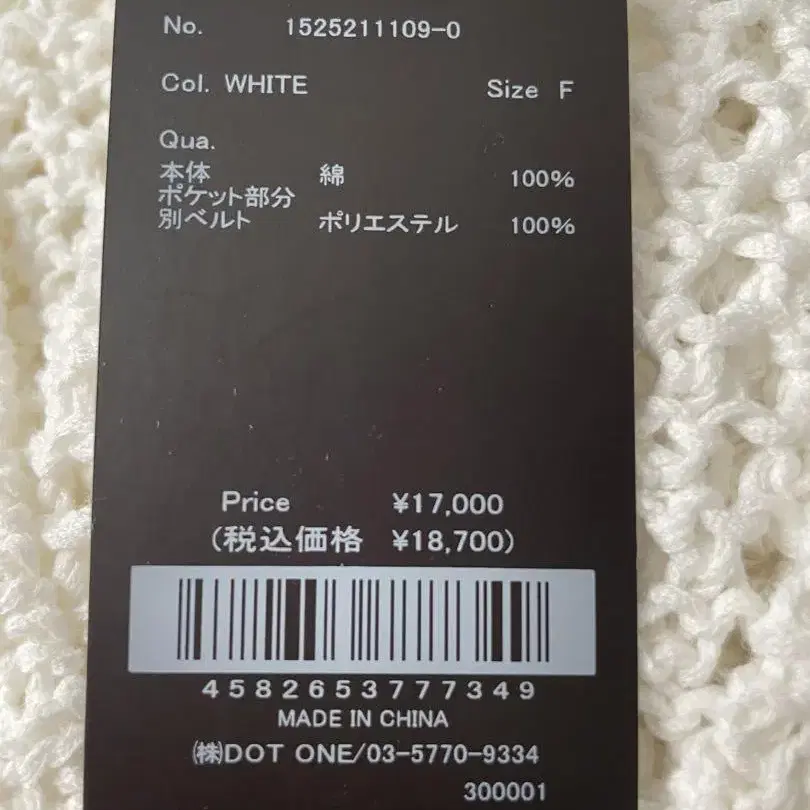 No. 1525211109-0
Col. WHITE Size F
Qua.
本体 綿 100%
ポケット部分
別ベルト ポリエステル 100%
Price ¥17,000
(税込価格 ¥18,700)
4582653777349
MADE IN CHINA
㈱DOT ONE/03-5770-9334
300001